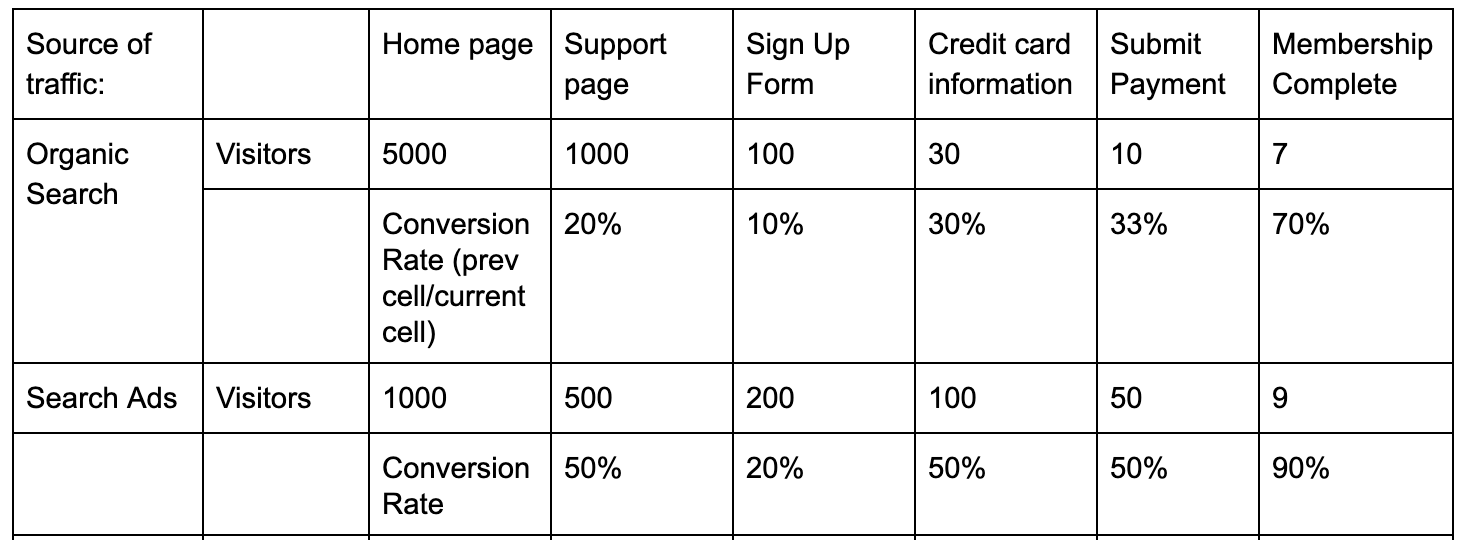 Source of traffic: Home page Support page Sign Up Form Credit card information Submit Payment Membership Complete
Organic Search Visitors 5000 1000 100 30 10 7
Conversion Rate (prev cell/current cell) 20% 10% 30% 33% 70%
Search Ads Visitors 1000 500 200 100 50 9
Conversion Rate 50% 20% 50% 50% 90%